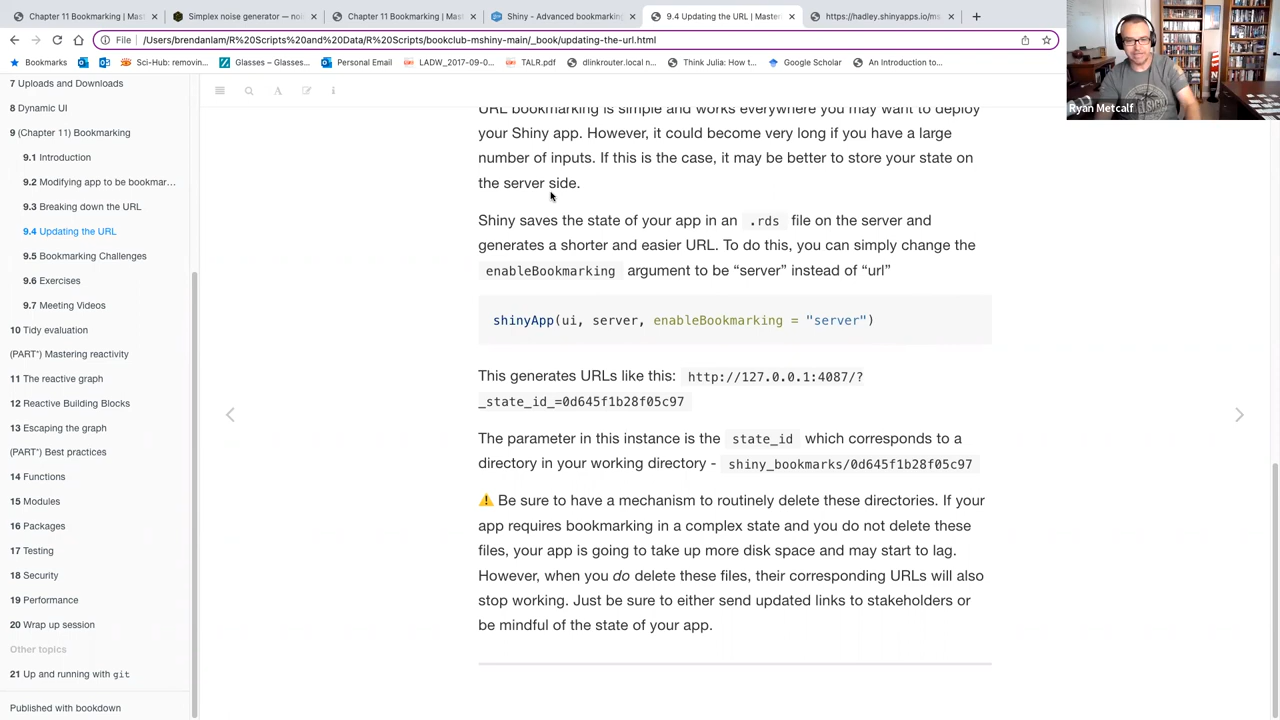 Chapter 11 Bookmarking | Mast
Simplex noise generator — noi
Chapter 11 Bookmarking | Mast
Shiny - Advanced bookmarking
9.4 Updating the URL | Master
https://hadley.shinyapps.io/ms
File
/Users/brendanlam/R%20Scripts%20and%20Data/R%20Scripts/bookclub-mshiny-main/_book/updating-the-url.html
Bookmarks
Sci-Hub: removin...
Glasses – Glasses...
Personal Email
LADW_2017-09-0...
TALR.pdf
dlinkrouter.local n...
Think Julia: How t...
Google Scholar
An Introduction to...
Ryan Metcalf
7 Uploads and Downloads
8 Dynamic UI
9 (Chapter 11) Bookmarking
9.1 Introduction
9.2 Modifying app to be bookmar...
9.3 Breaking down the URL
9.4 Updating the URL
9.5 Bookmarking Challenges
9.6 Exercises
9.7 Meeting Videos
10 Tidy evaluation
(PART*) Mastering reactivity
11 The reactive graph
12 Reactive Building Blocks
13 Escaping the graph
(PART*) Best practices
14 Functions
15 Modules
16 Packages
17 Testing
18 Security
19 Performance
20 Wrap up session
Other topics
21 Up and running with git
Published with bookdown
URL bookmarking is simple and works everywhere you may want to deploy
your Shiny app. However, it could become very long if you have a large
number of inputs. If this is the case, it may be better to store your state on
the server side.
Shiny saves the state of your app in an .rds file on the server and
generates a shorter and easier URL. To do this, you can simply change the
enableBookmarking argument to be “server” instead of “url”
shinyApp(ui, server, enableBookmarking = "server")
This generates URLs like this: http://127.0.0.1:4087/?
_state_id_=0d645f1b28f05c97
The parameter in this instance is the state_id which corresponds to a
directory in your working directory - shiny_bookmarks/0d645f1b28f05c97
⚠️ Be sure to have a mechanism to routinely delete these directories. If your
app requires bookmarking in a complex state and you do not delete these
files, your app is going to take up more disk space and may start to lag.
However, when you do delete these files, their corresponding URLs will also
stop working. Just be sure to either send updated links to stakeholders or
be mindful of the state of your app.